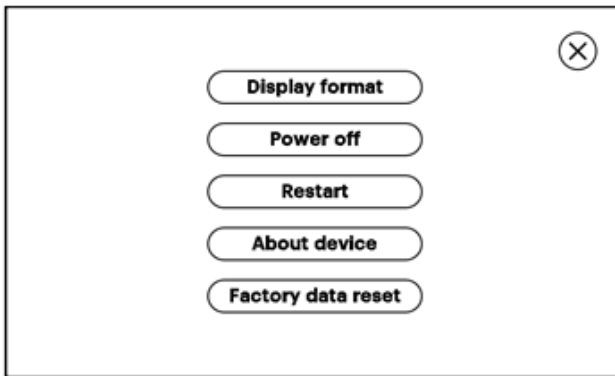 Display format
Power off
Restart
About device
Factory data reset